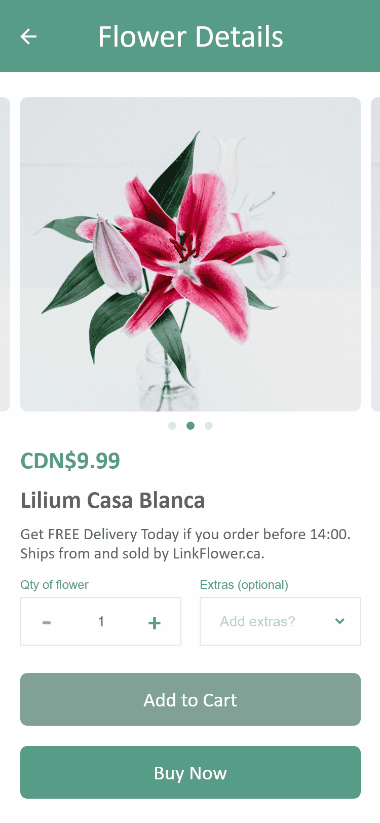 Flower Details
CDN$9.99
Lilium Casa Blanca
Get FREE Delivery Today if you order before 14:00.
Ships from and sold by LinkFlower.ca.
Qty of flower
Extras (optional)
- 1 +
Add extras?
Add to Cart
Buy Now